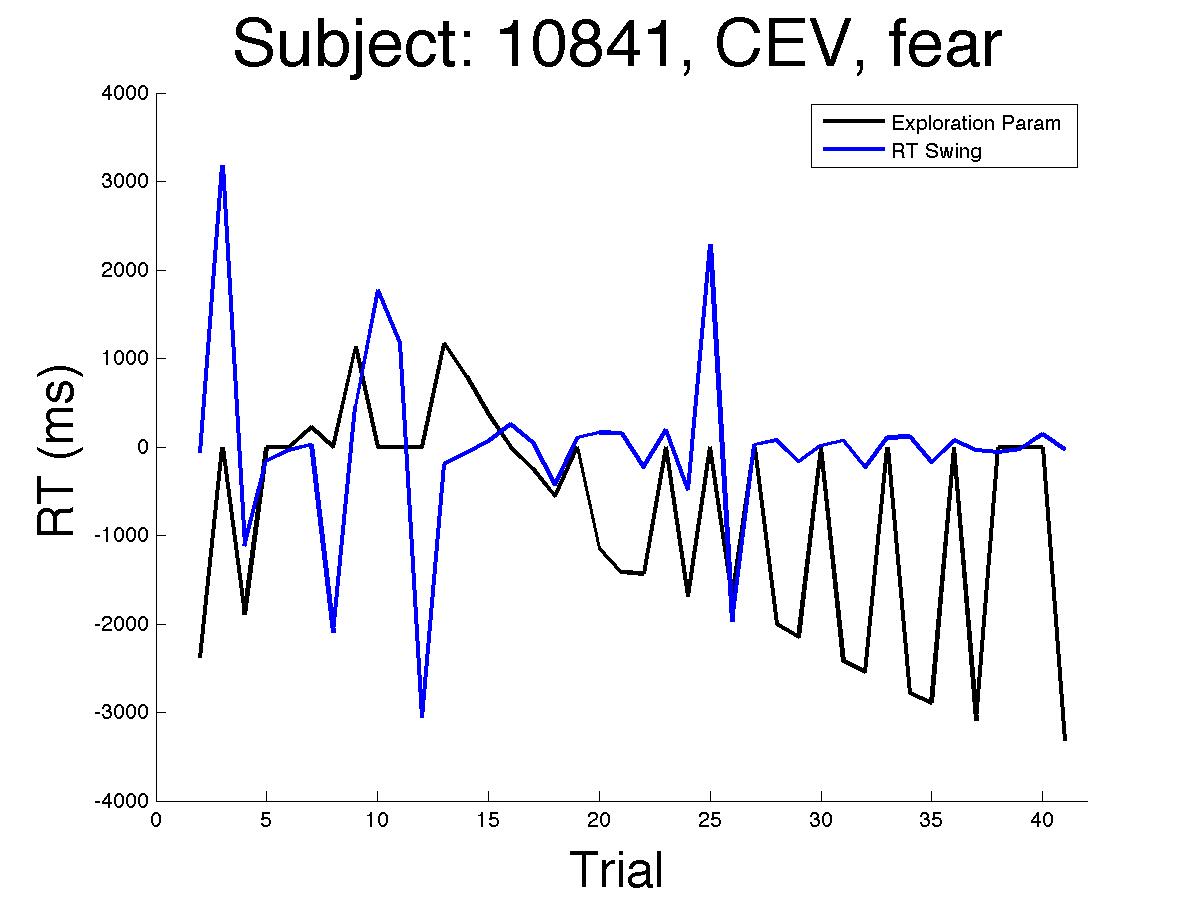 Subject: 10841, CEV, fear
Exploration Param
RT Swing
RT (ms)
4000
3000
2000
1000
0
-1000
-2000
-3000
-4000
0 5 10 15 20 25 30 35 40
Trial